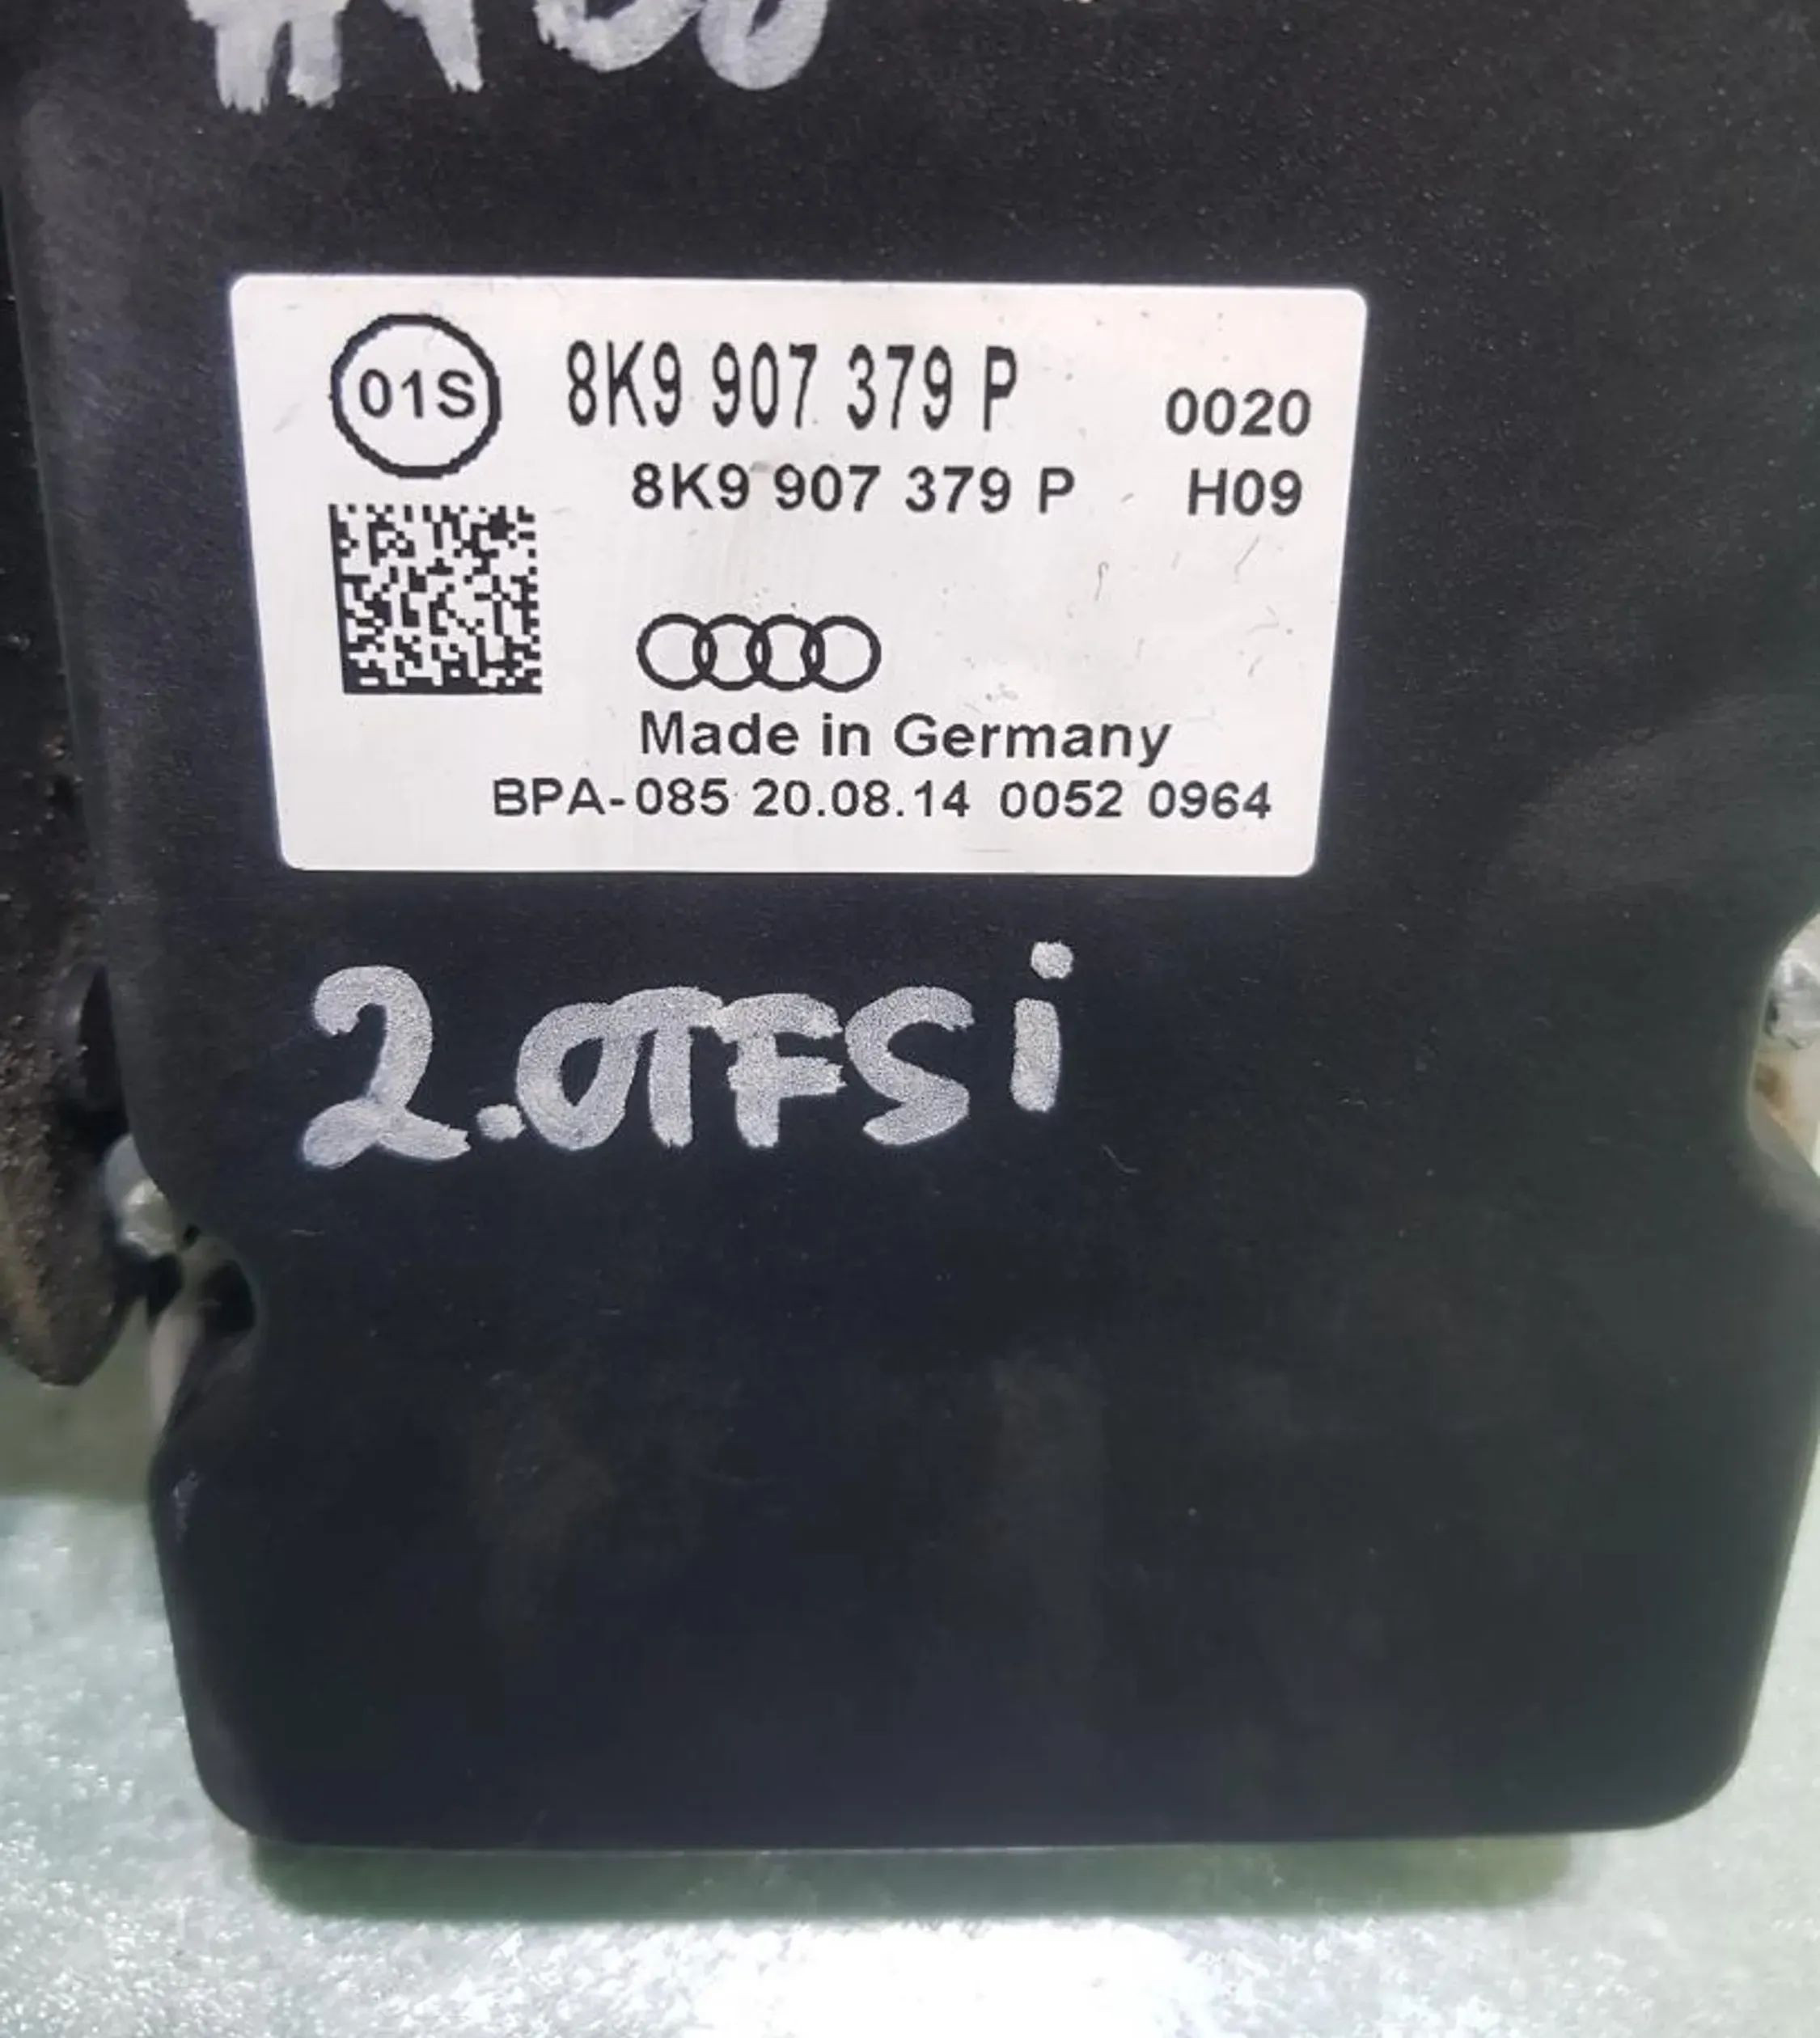 01S 8K9 907 379 P 0020
8K9 907 379 P H09
Made in Germany
BPA-085 20.08.14 0052 0964
2.0TFSi